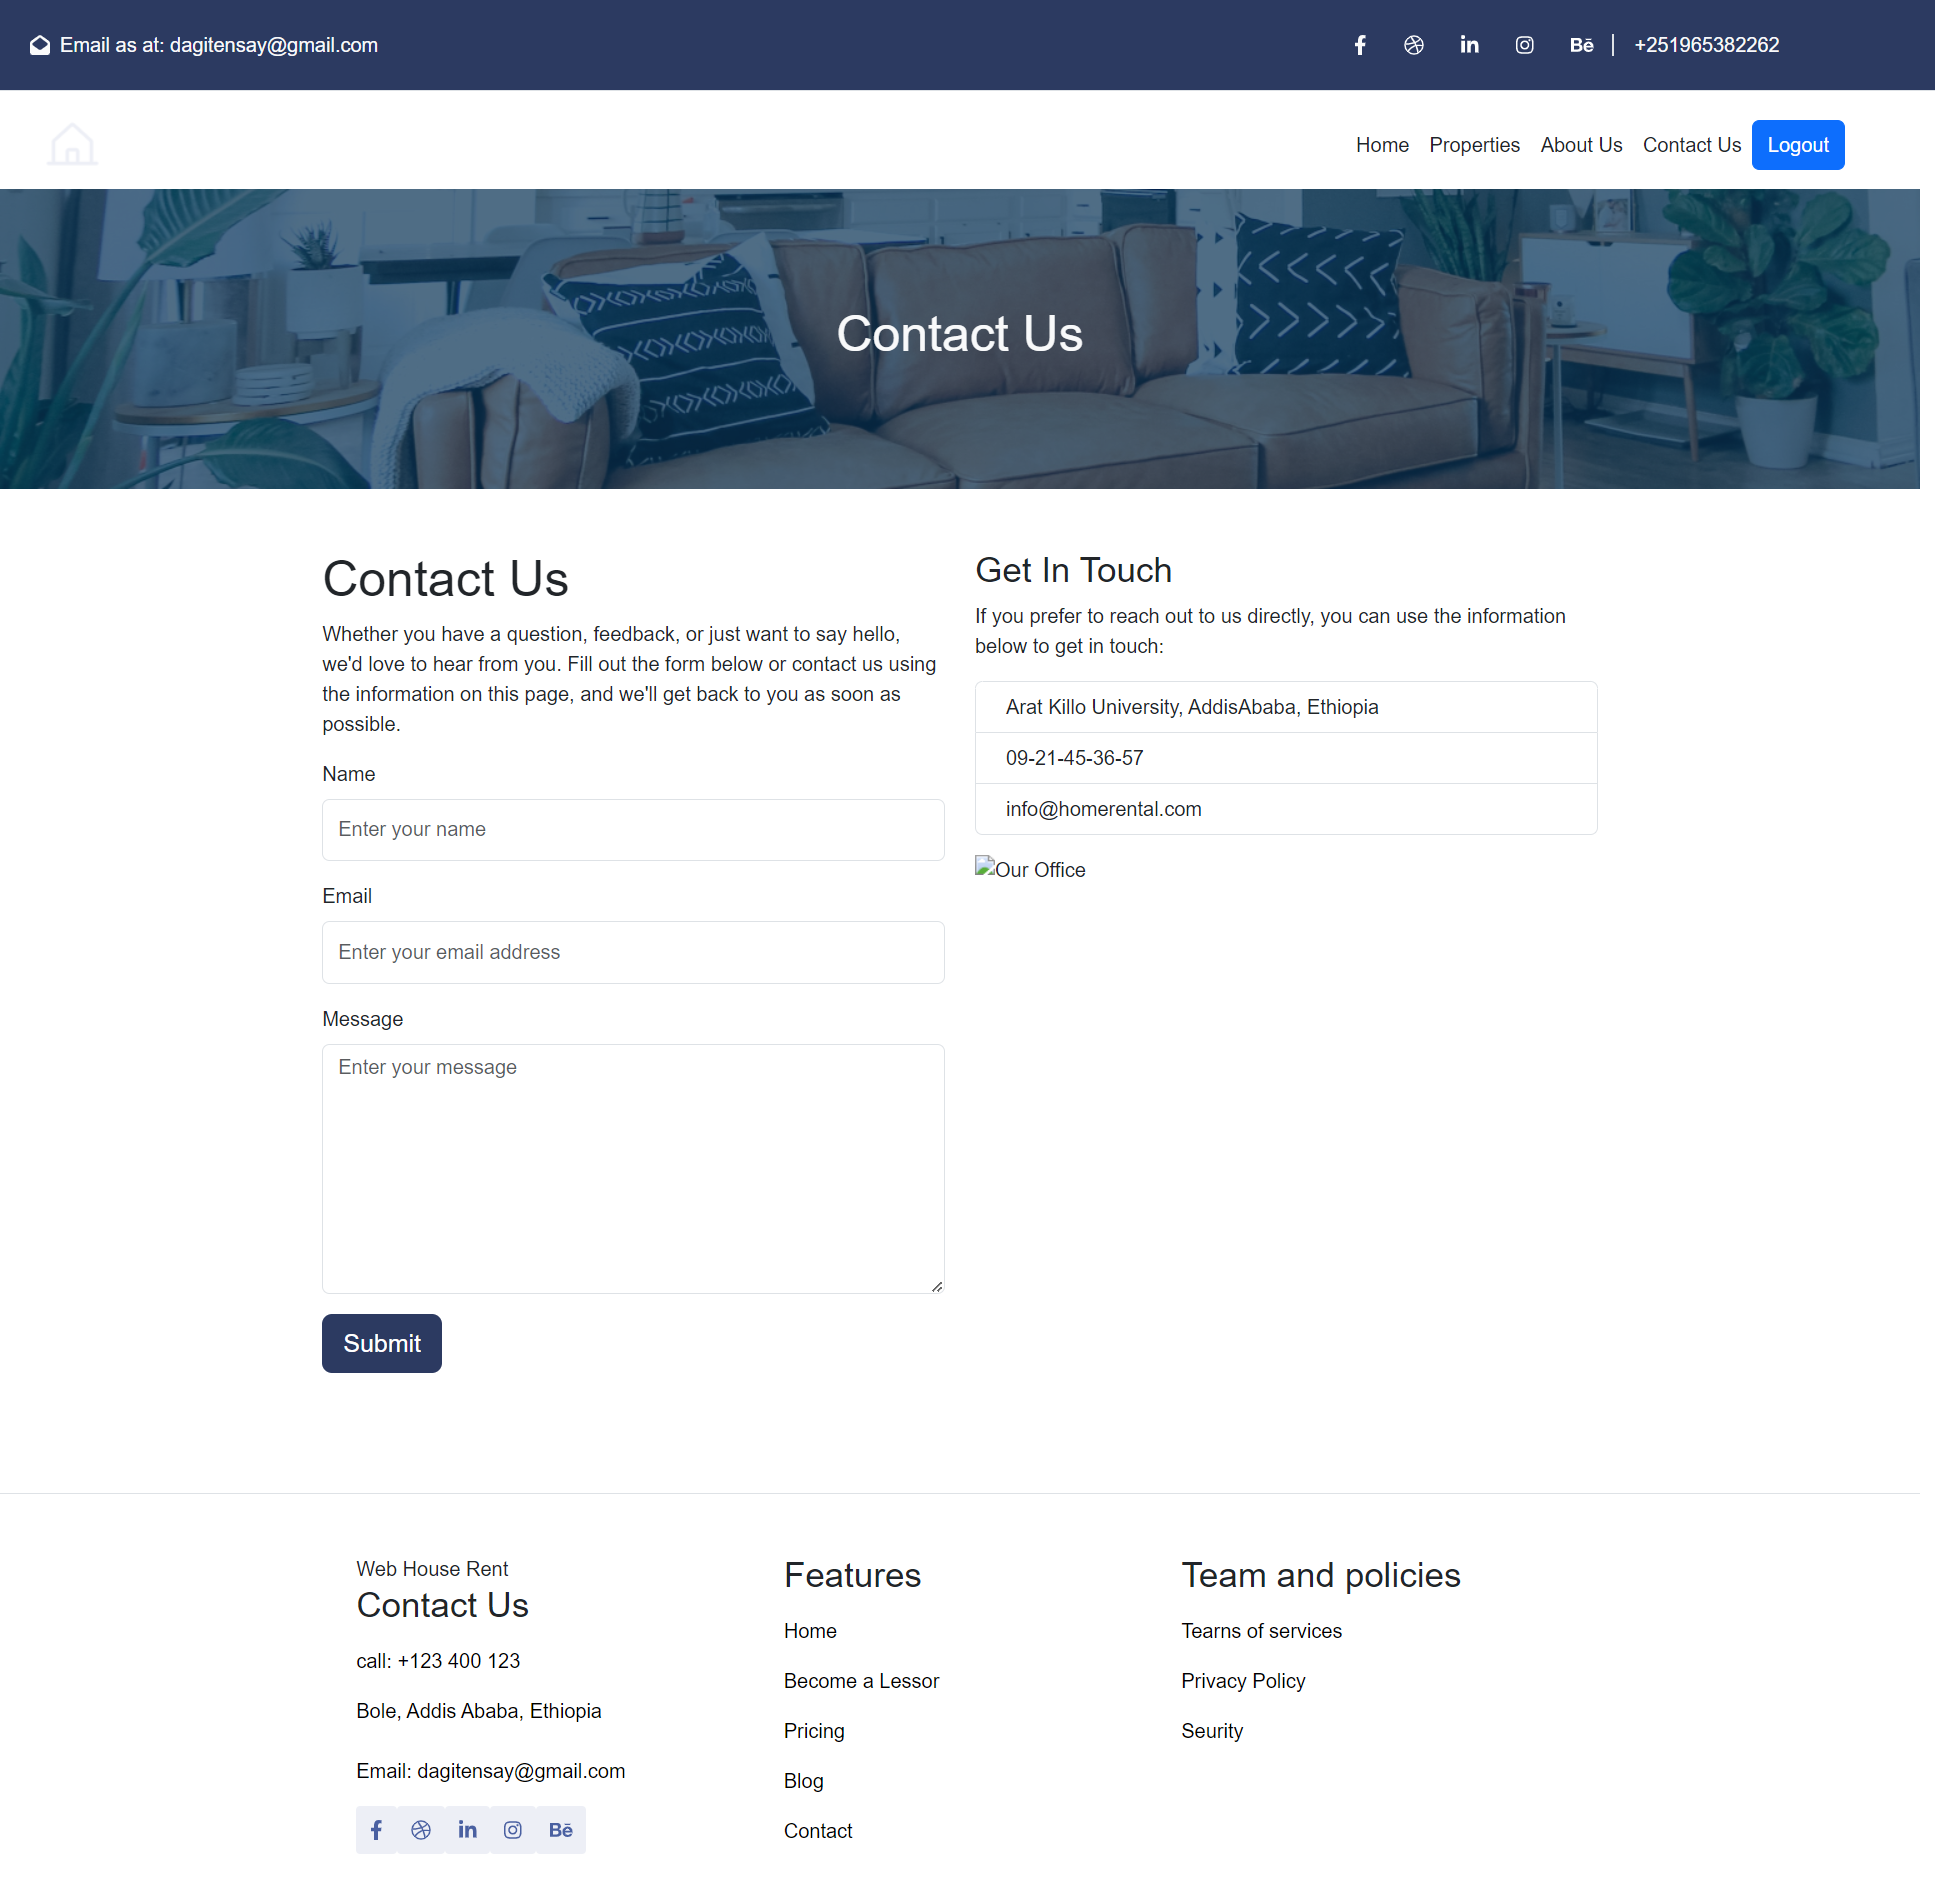 Email as at: dagitensay@gmail.com
Bē
+251965382262
Home
Properties
About Us
Contact Us
Logout
Contact Us
Contact Us
Whether you have a question, feedback, or just want to say hello,
we'd love to hear from you. Fill out the form below or contact us using
the information on this page, and we'll get back to you as soon as
possible.
Name
Enter your name
Email
Enter your email address
Message
Enter your message
Submit
Get In Touch
If you prefer to reach out to us directly, you can use the information
below to get in touch:
Arat Killo University, AddisAbaba, Ethiopia
09-21-45-36-57
info@homerental.com
Our Office
Web House Rent
Contact Us
call: +123 400 123
Bole, Addis Ababa, Ethiopia
Email: dagitensay@gmail.com
Bē
Features
Home
Become a Lessor
Pricing
Blog
Contact
Team and policies
Tearns of services
Privacy Policy
Seurity